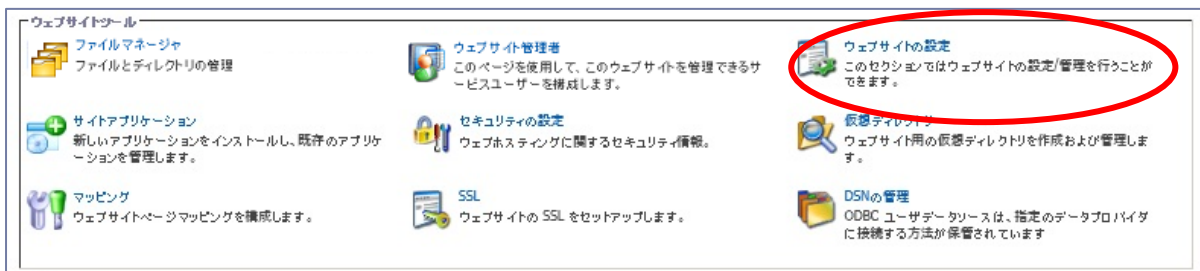 ウェブサイトツール
ファイルマネージャ
ファイルとディレクトリの管理
ウェブサイト管理者
このページを使用して、このウェブサイトを管理できるサ
ービスユーザーを構成します。
ウェブサイトの設定
このセクションではウェブサイトの設定/管理を行うことが
できます。
サイトアプリケーション
新しいアプリケーションをインストールし、既存のアプリケ
ーションを管理します。
セキュリティの設定
ウェブホスティングに関するセキュリティ情報。
仮想ディレクトリ
ウェブサイト用の仮想ディレクトリを作成および管理しま
す。
マッピング
ウェブサイトページマッピングを構成します。
SSL
ウェブサイトの SSL をセットアップします。
DSNの管理
ODBC ユーザデータソースは、指定のデータプロバイダ
に接続する方法が保管されています